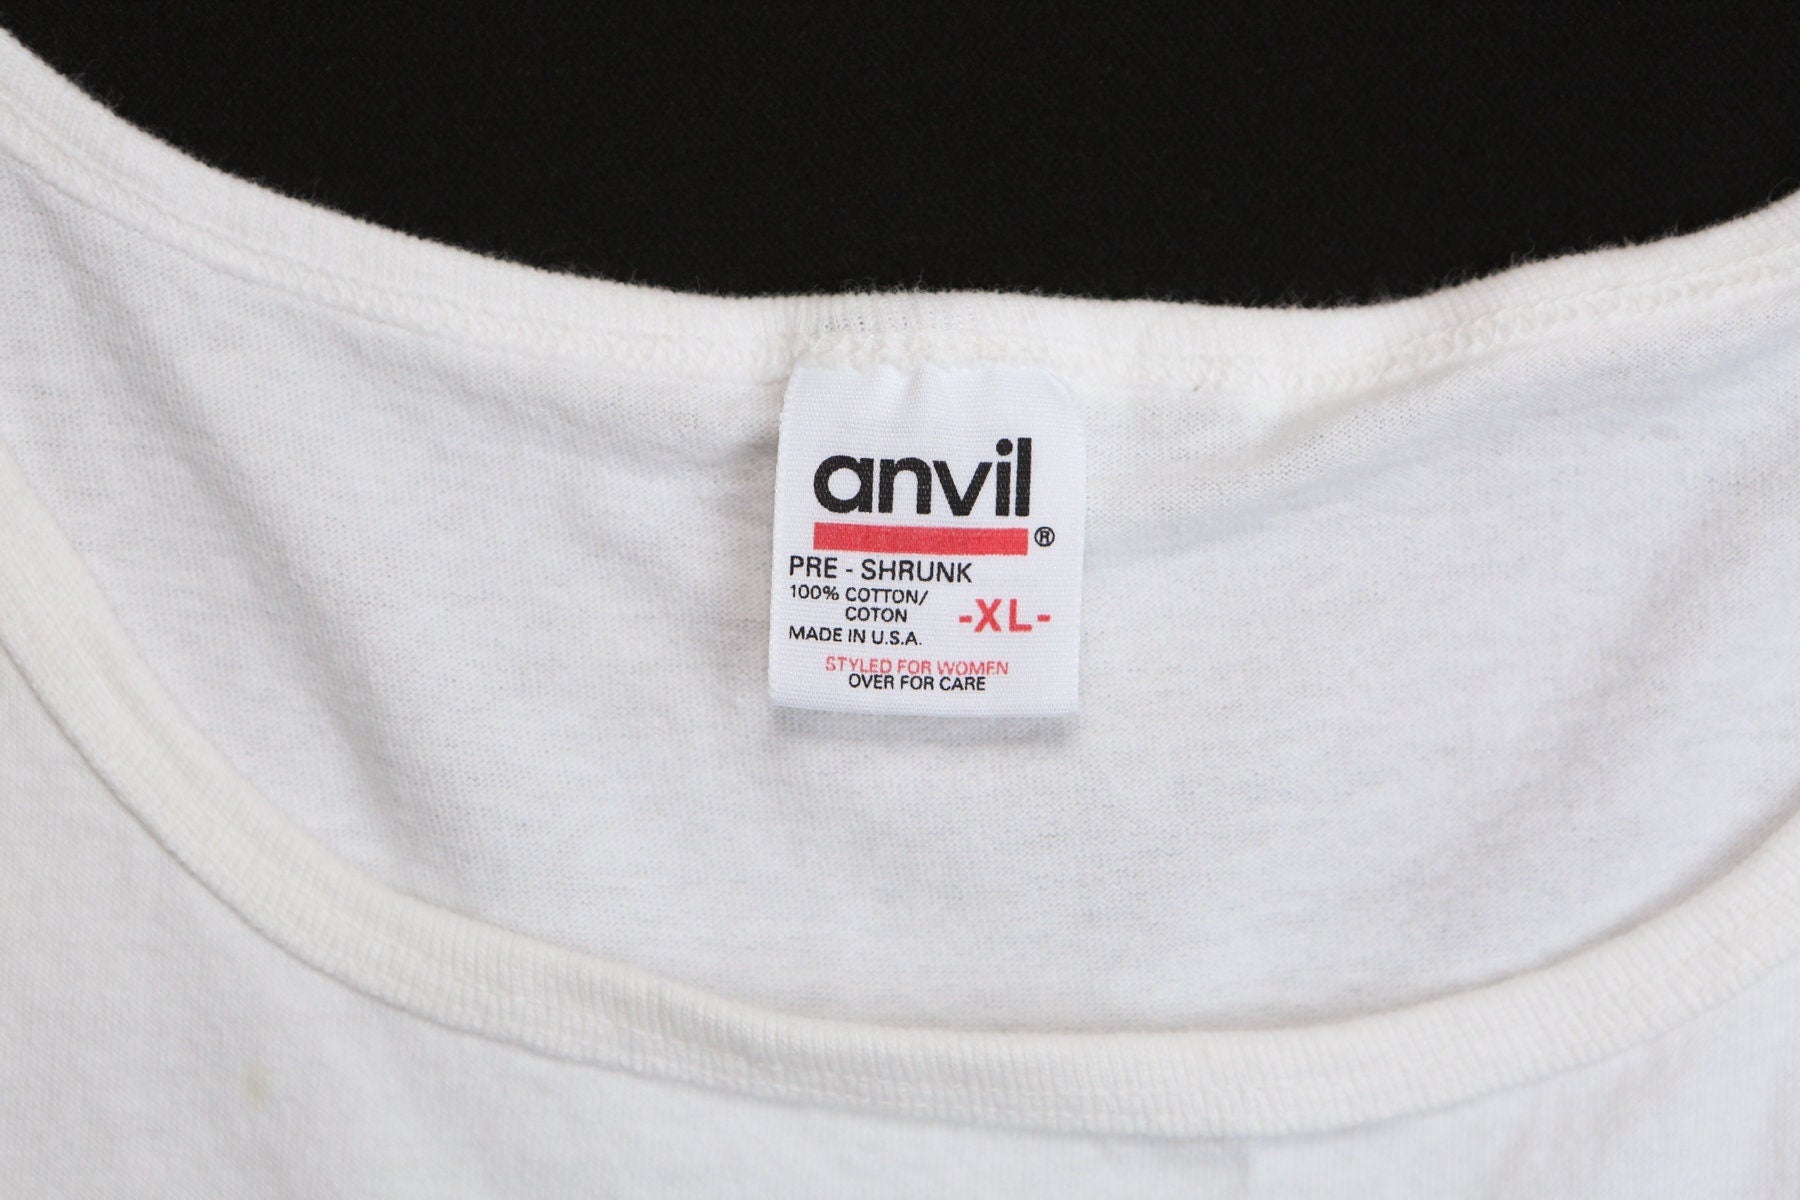 anvil®
PRE - SHRUNK
100% COTTON/
COTON
-XL-
MADE IN U.S.A.
STYLED FOR WOMEN
OVER FOR CARE